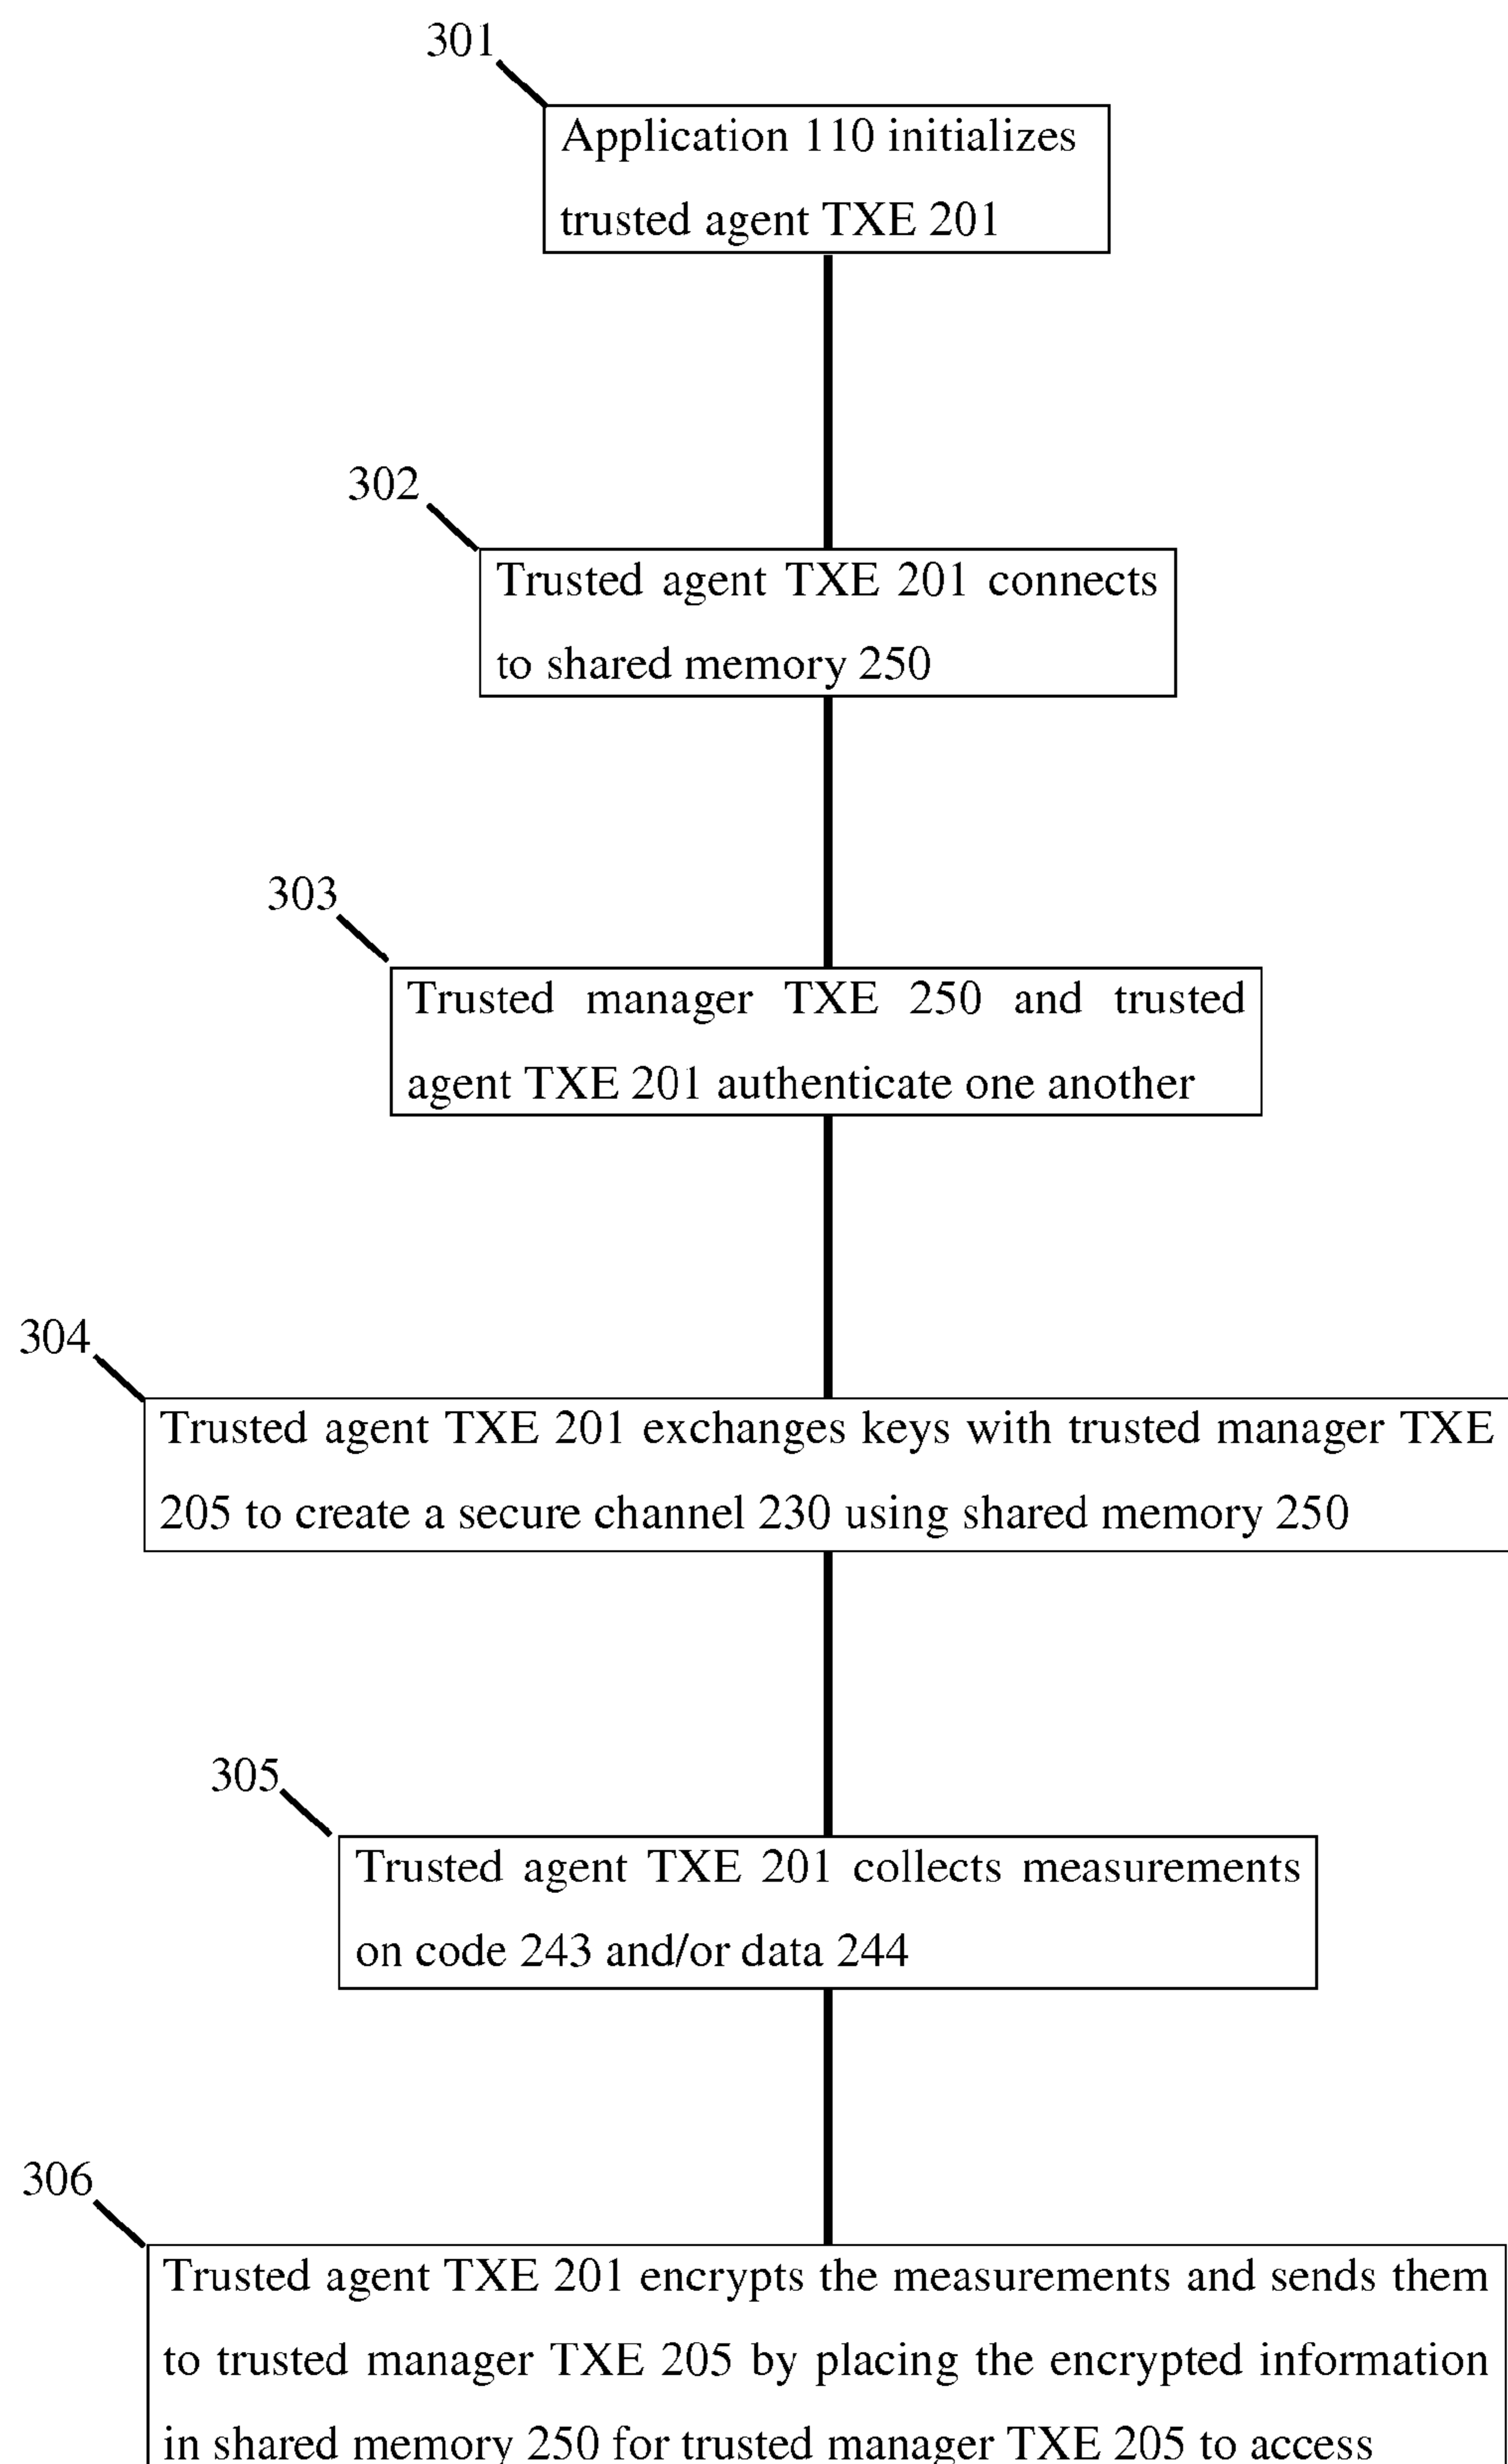 301
Application 110 initializes
trusted agent TXE 201
302
Trusted agent TXE 201 connects
to shared memory 250
303
Trusted manager TXE 250 and trusted
agent TXE 201 authenticate one another
304
Trusted agent TXE 201 exchanges keys with trusted manager TXE
205 to create a secure channel 230 using shared memory 250
305
Trusted agent TXE 201 collects measurements
on code 243 and/or data 244
306
Trusted agent TXE 201 encrypts the measurements and sends them
to trusted manager TXE 205 by placing the encrypted information
in shared memory 250 for trusted manager TXE 205 to access